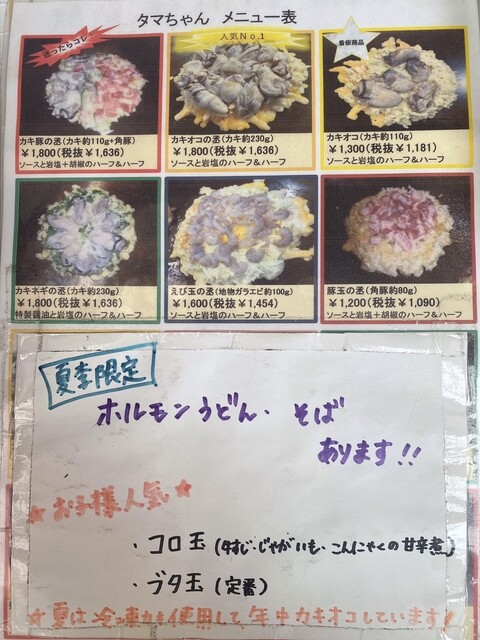 タマちゃん メニュー表
迷ったらコレ
人気No.1
看板商品
カキ豚の丞(カキ約110g+角豚)
￥1,800(税抜￥1,636)
ソースと岩塩+胡椒のハーフ&ハーフ
カキオコの丞(カキ約230g)
￥1,800(税抜￥1,636)
ソースと岩塩のハーフ&ハーフ
カキオコ(カキ約110g)
￥1,300(税抜￥1,181)
ソースと岩塩のハーフ&ハーフ
カキネギの丞(カキ約230g)
￥1,800(税抜￥1,636)
特製醤油と岩塩のハーフ&ハーフ
えび玉の丞(地物ガラエビ約100g)
￥1,600(税抜￥1,454)
ソースと岩塩のハーフ&ハーフ
豚玉の丞(角豚約80g)
￥1,200(税抜￥1,090)
ソースと岩塩+胡椒のハーフ&ハーフ
夏季限定
ホルモンうどん、そば
あります!!
★お子様人気★
・コロ玉(牛すじ・じゃがいも・こんにゃくの甘辛煮)
・ブタ玉(定番)
☆夏は冷凍カキ使用して、年中カキオコしています!